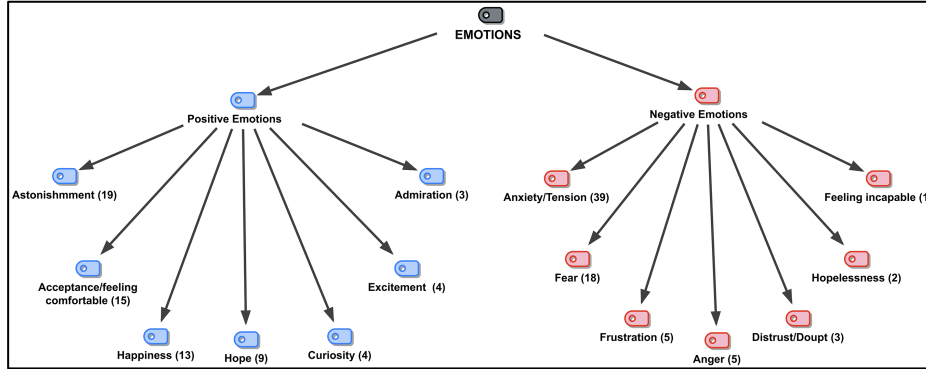 EMOTIONS
Positive Emotions
Negative Emotions
Astonishmment (19)
Admiration (3)
Anxiety/Tension (39)
Feeling incapable (1
Acceptance/feeling
comfortable (15)
Excitement  (4)
Fear (18)
Hopelessness (2)
Happiness (13)
Hope (9)
Curiosity (4)
Frustration (5)
Anger (5)
Distrust/Doupt (3)